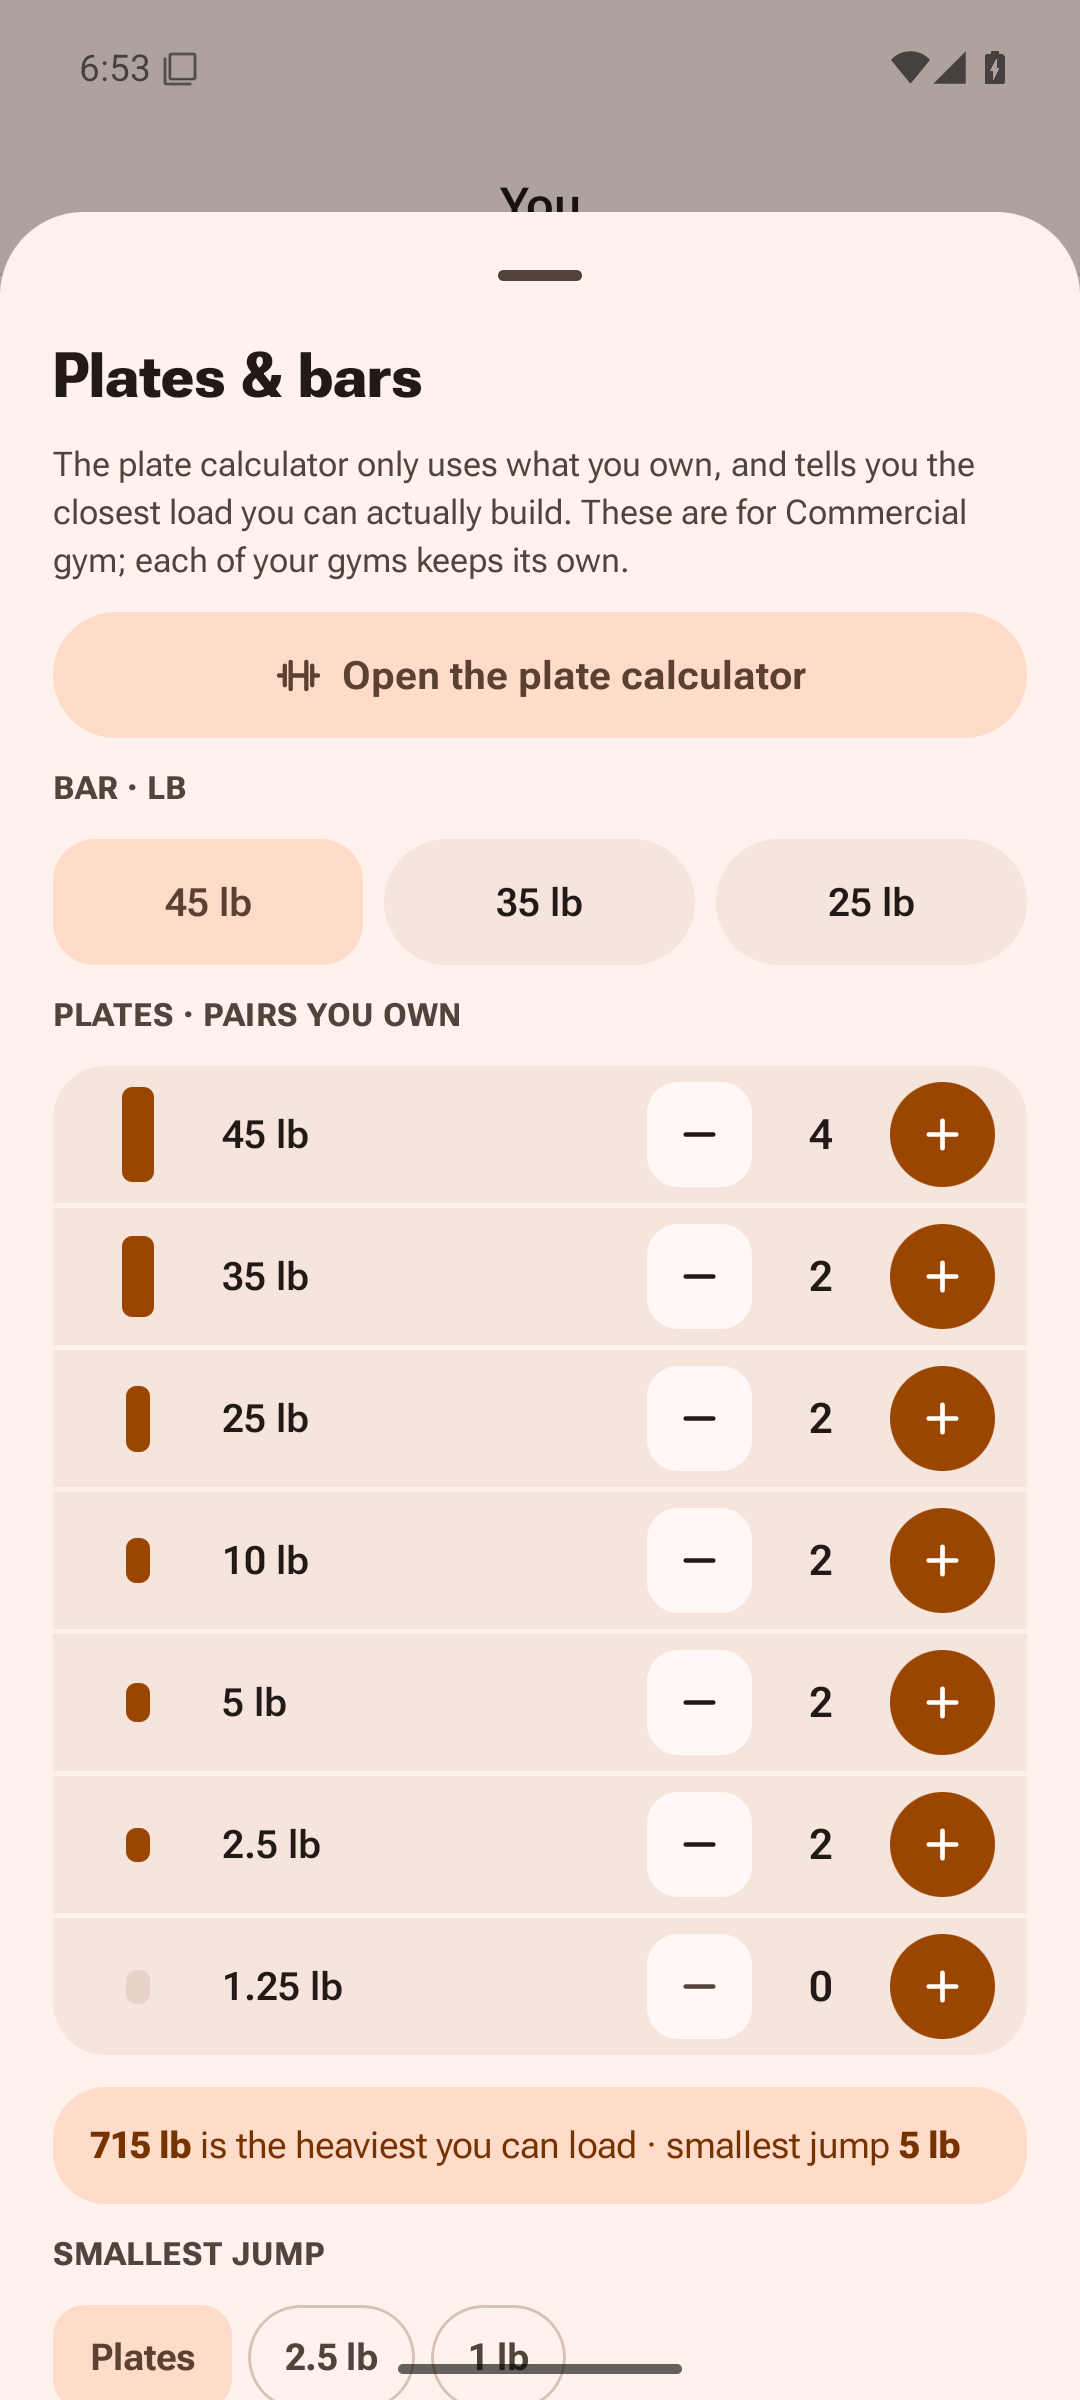 6:53
You
Plates & bars
The plate calculator only uses what you own, and tells you the
closest load you can actually build. These are for Commercial
gym; each of your gyms keeps its own.
Open the plate calculator
BAR · LB
45 lb 35 lb 25 lb
PLATES · PAIRS YOU OWN
45 lb − 4 +
35 lb − 2 +
25 lb − 2 +
10 lb − 2 +
5 lb − 2 +
2.5 lb − 2 +
1.25 lb − 0 +
715 lb is the heaviest you can load · smallest jump 5 lb
SMALLEST JUMP
Plates 2.5 lb 1 lb